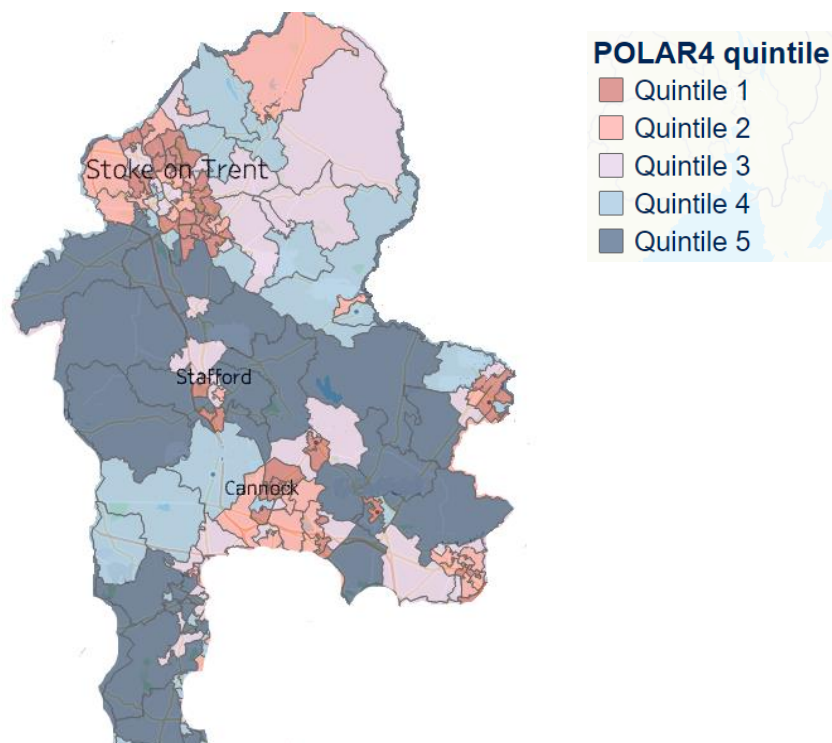 POLAR4 quintile
Quintile 1
Quintile 2
Quintile 3
Quintile 4
Quintile 5
Stoke on Trent
Stafford
Cannock